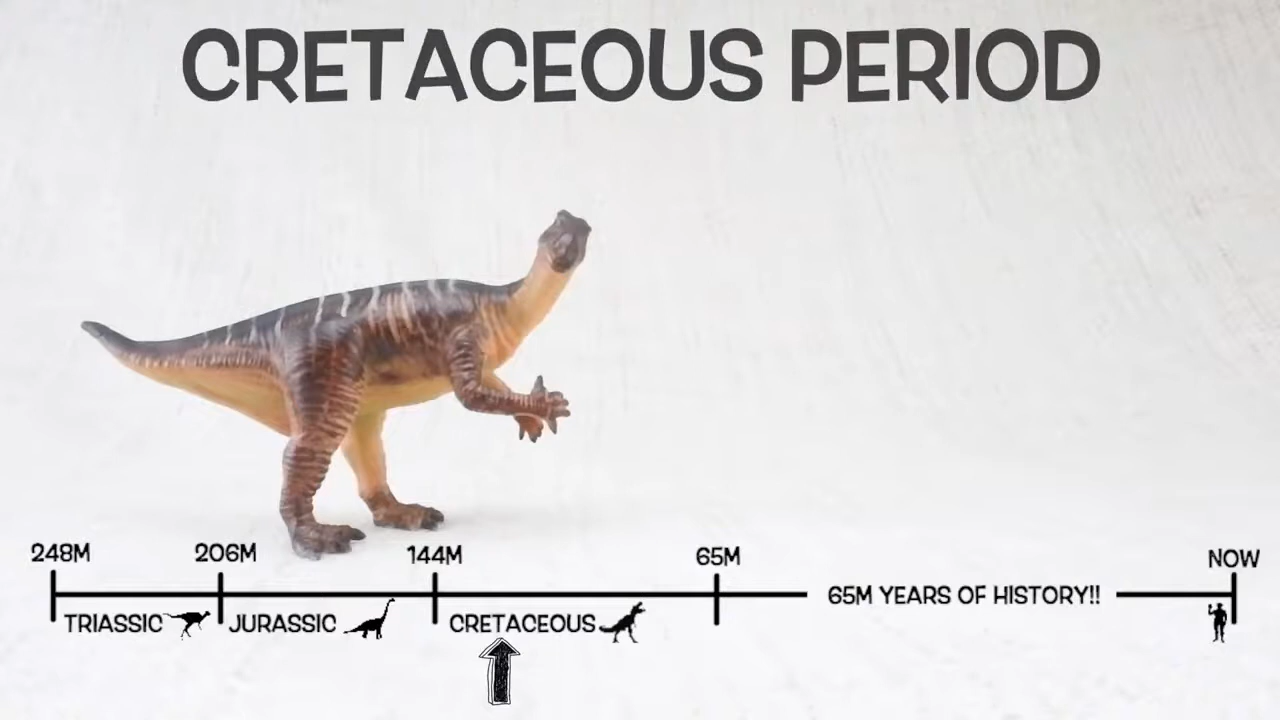 CRETACEOUS PERIOD
248M 206M 144M 65M NOW
65M YEARS OF HISTORY!!
TRIASSIC JURASSIC CRETACEOUS